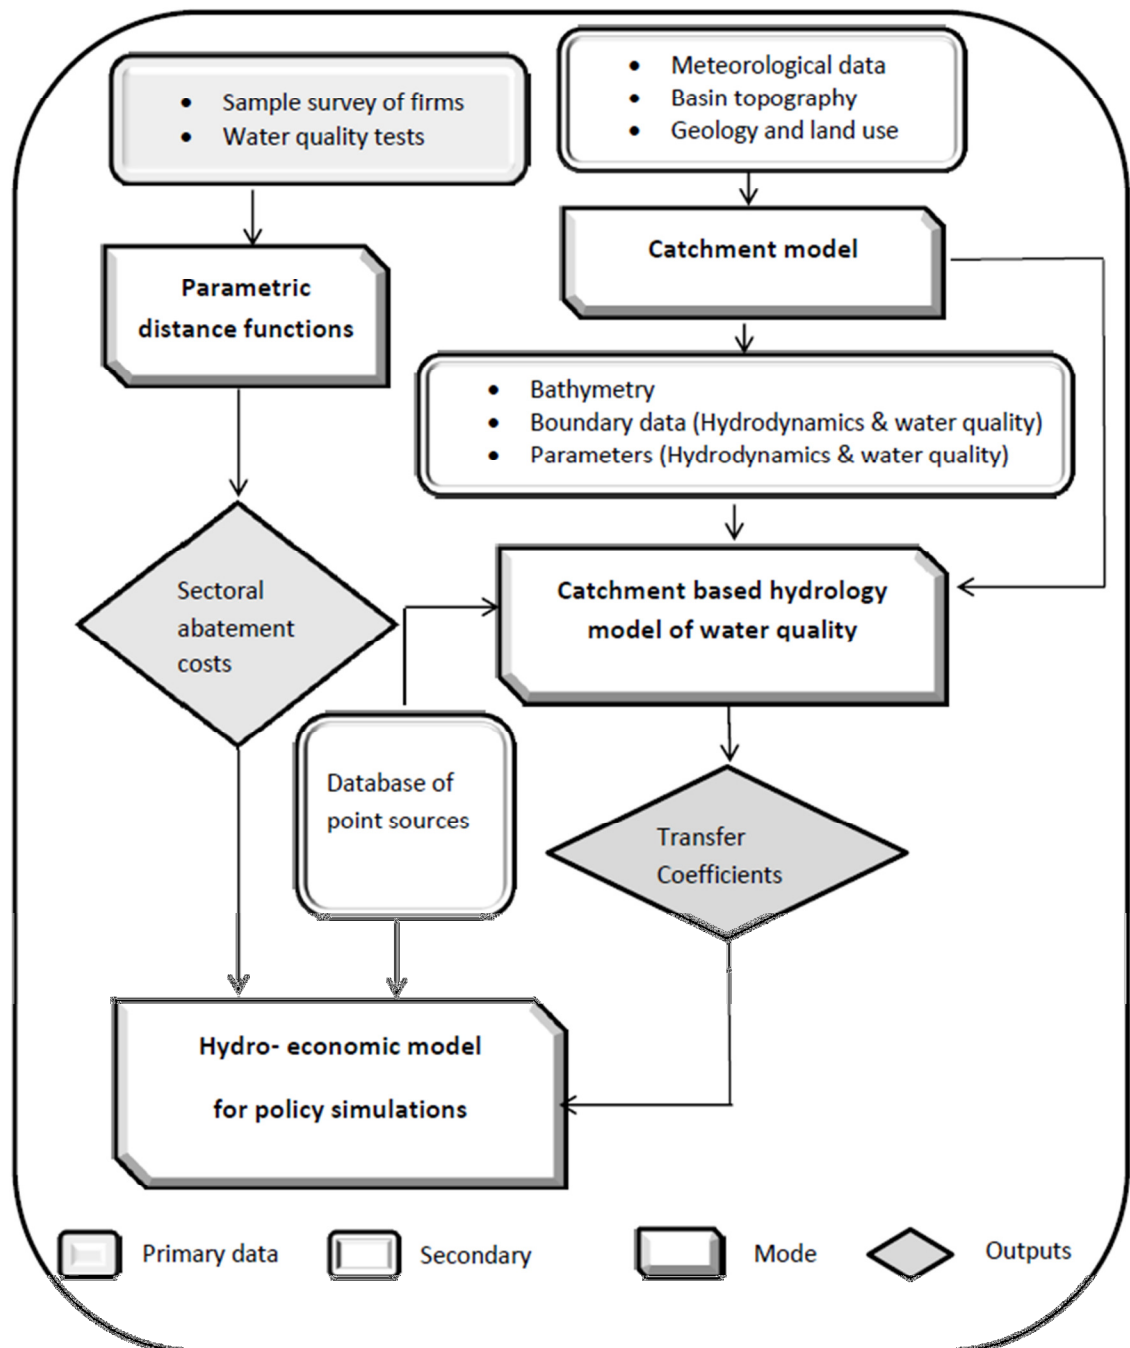 • Sample survey of firms
• Water quality tests
• Meteorological data
• Basin topography
• Geology and land use
Parametric
distance functions
Catchment model
• Bathymetry
• Boundary data (Hydrodynamics & water quality)
• Parameters (Hydrodynamics & water quality)
Sectoral
abatement
costs
Catchment based hydrology
model of water quality
Database of
point sources
Transfer
Coefficients
Hydro- economic model
for policy simulations
Primary data
Secondary
Mode
Outputs